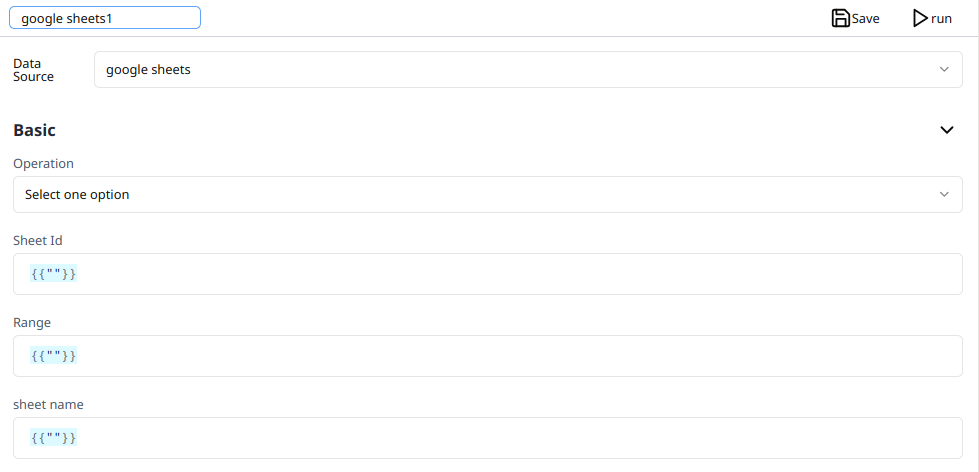 google sheets1
Save
run
Data
Source
google sheets
Basic
Operation
Select one option
Sheet Id
{{""}}
Range
{{""}}
sheet name
{{""}}